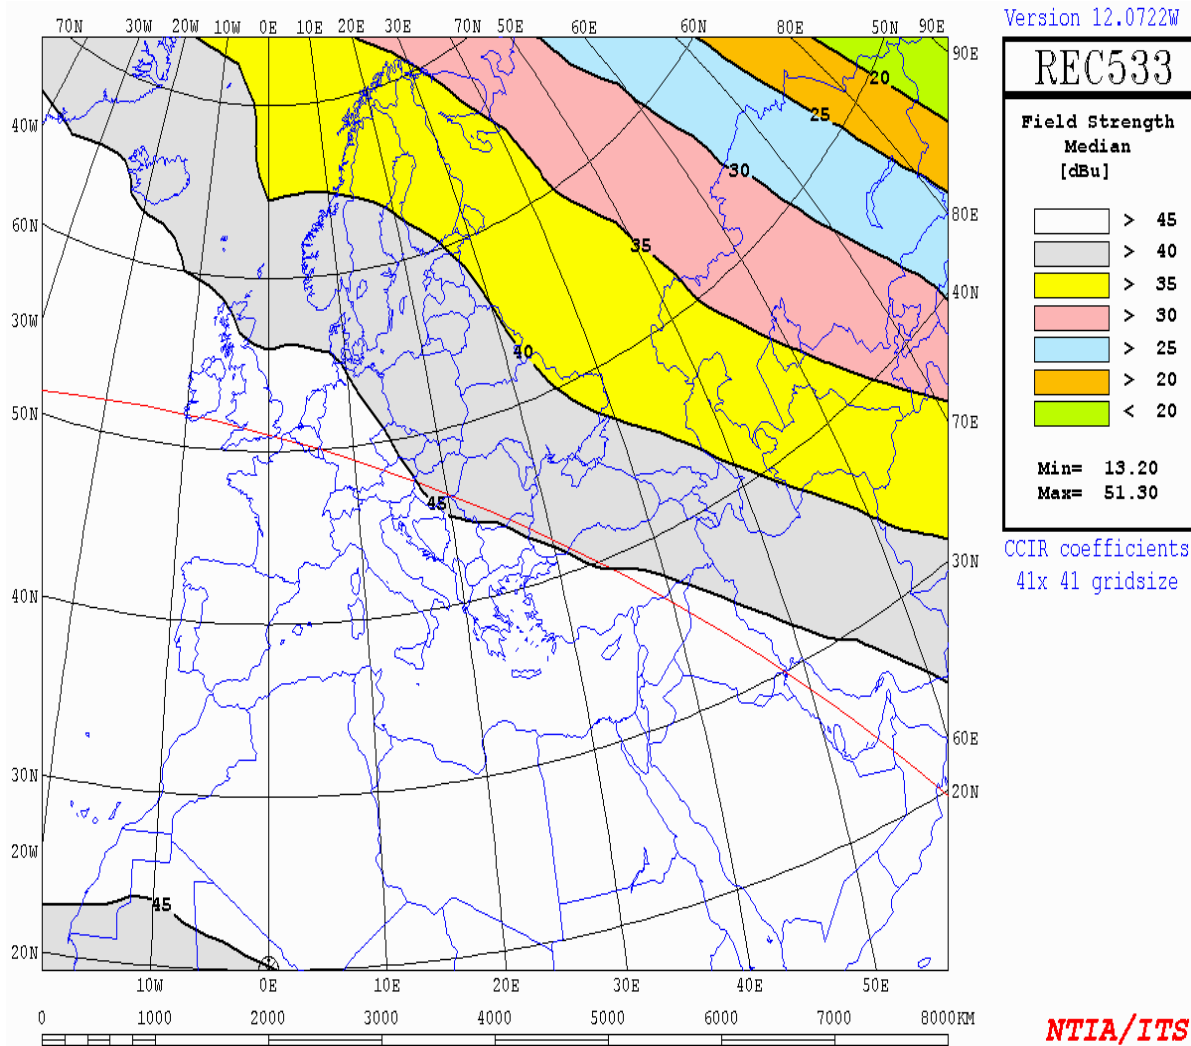 Version 12.0722W
70N 30W 20W 10W 0E 10E 20E 30E 70N 50E 60E 60N 80E 50N 90E
90E
REC533
20
Field Strength
Median
[dBu]
25
40W
30
80E
60N
35
40N
30W
40
50N
70E
45
> 45
> 40
> 35
> 30
> 25
> 20
< 20
Min= 13.20
Max= 51.30
CCIR coefficients
41x 41 gridsize
30N
40N
60E
30N
20N
20W
45
20N
10W 0E 10E 20E 30E 40E 50E
0 1000 2000 3000 4000 5000 6000 7000 8000KM
NTIA/ITS